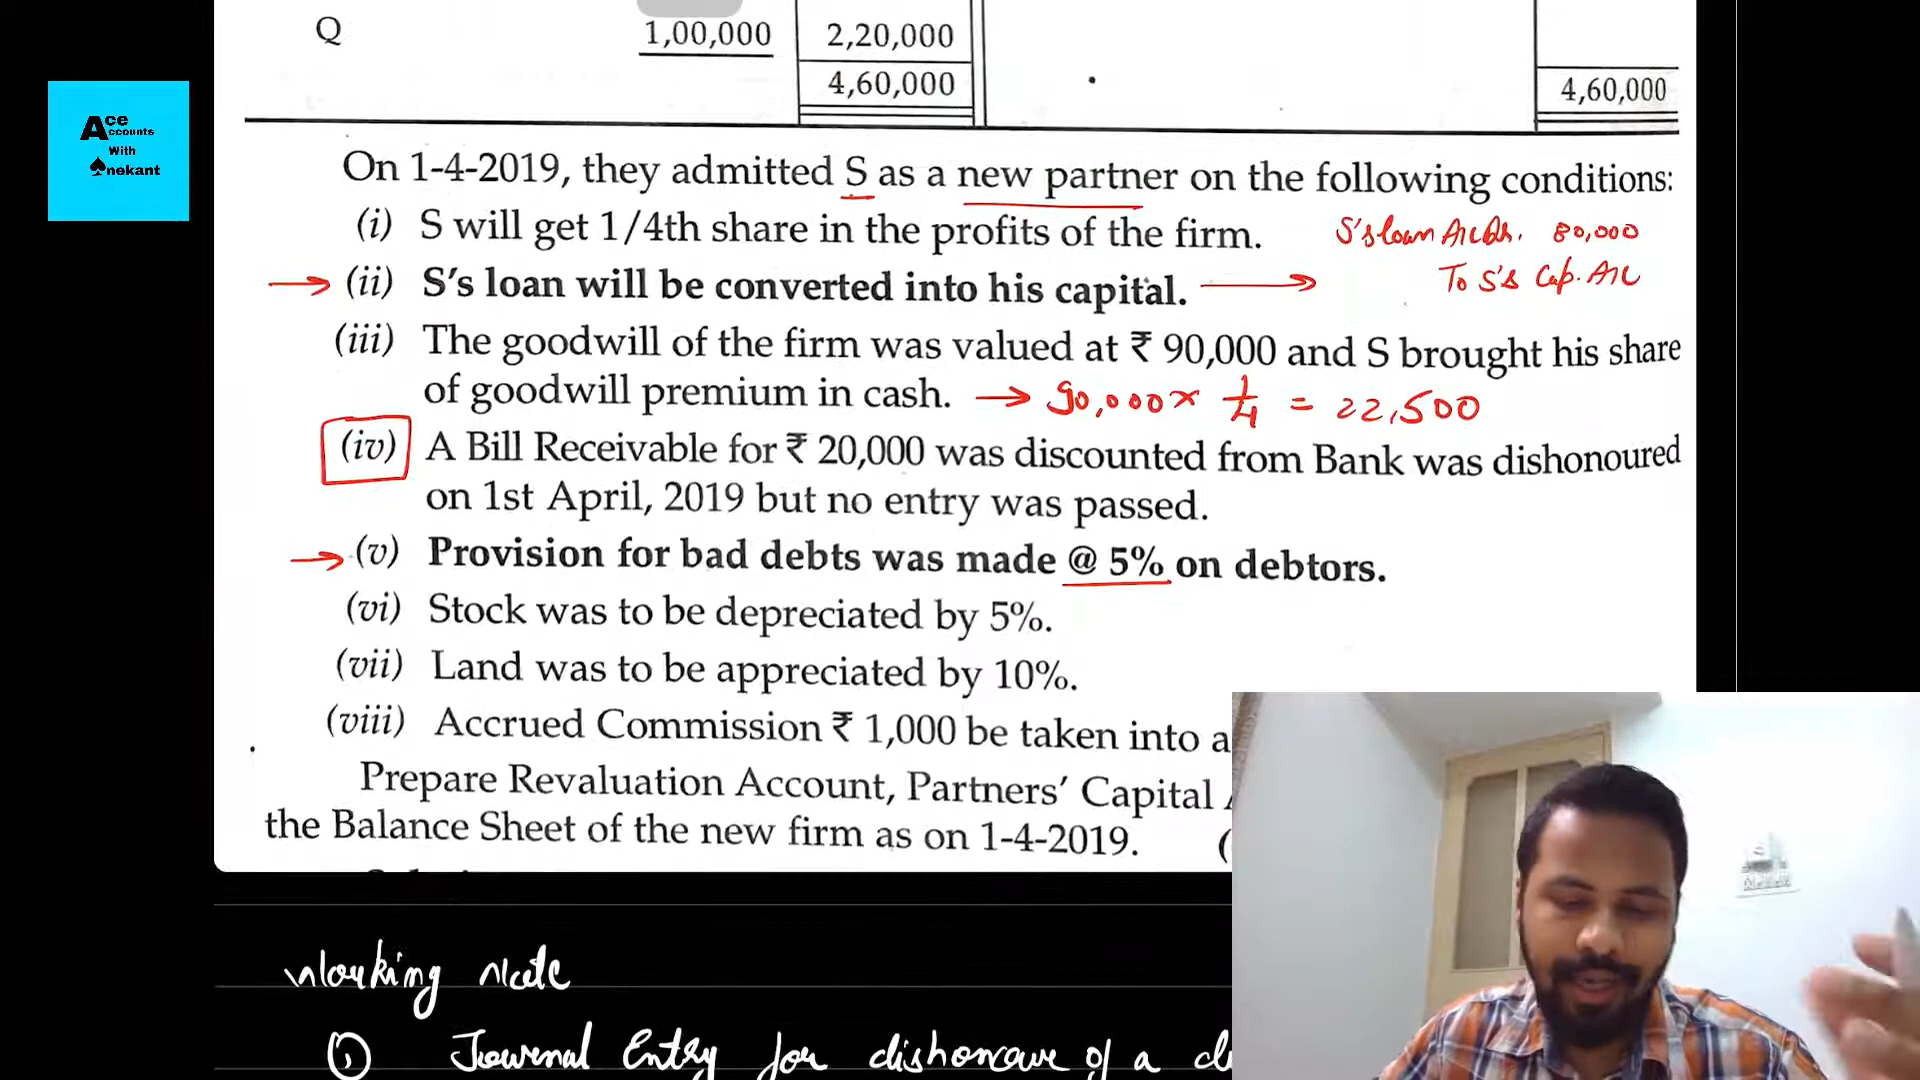 Q 1,00,000 2,20,000
4,60,000 4,60,000
Ace
Accounts
With
Anekant
On 1-4-2019, they admitted S as a new partner on the following conditions:
(i) S will get 1/4th share in the profits of the firm. S's loan A/c Dr. 80,000
(ii) S's loan will be converted into his capital. → To S's Cap. A/c
(iii) The goodwill of the firm was valued at ₹ 90,000 and S brought his share
of goodwill premium in cash. → 90,000 × 1/4 = 22,500
(iv) A Bill Receivable for ₹ 20,000 was discounted from Bank was dishonoured
on 1st April, 2019 but no entry was passed.
(v) Provision for bad debts was made @ 5% on debtors.
(vi) Stock was to be depreciated by 5%.
(vii) Land was to be appreciated by 10%.
(viii) Accrued Commission ₹ 1,000 be taken into a
Prepare Revaluation Account, Partners' Capital
the Balance Sheet of the new firm as on 1-4-2019. (
Working Note
(i) Journal Entry for dishonour of a